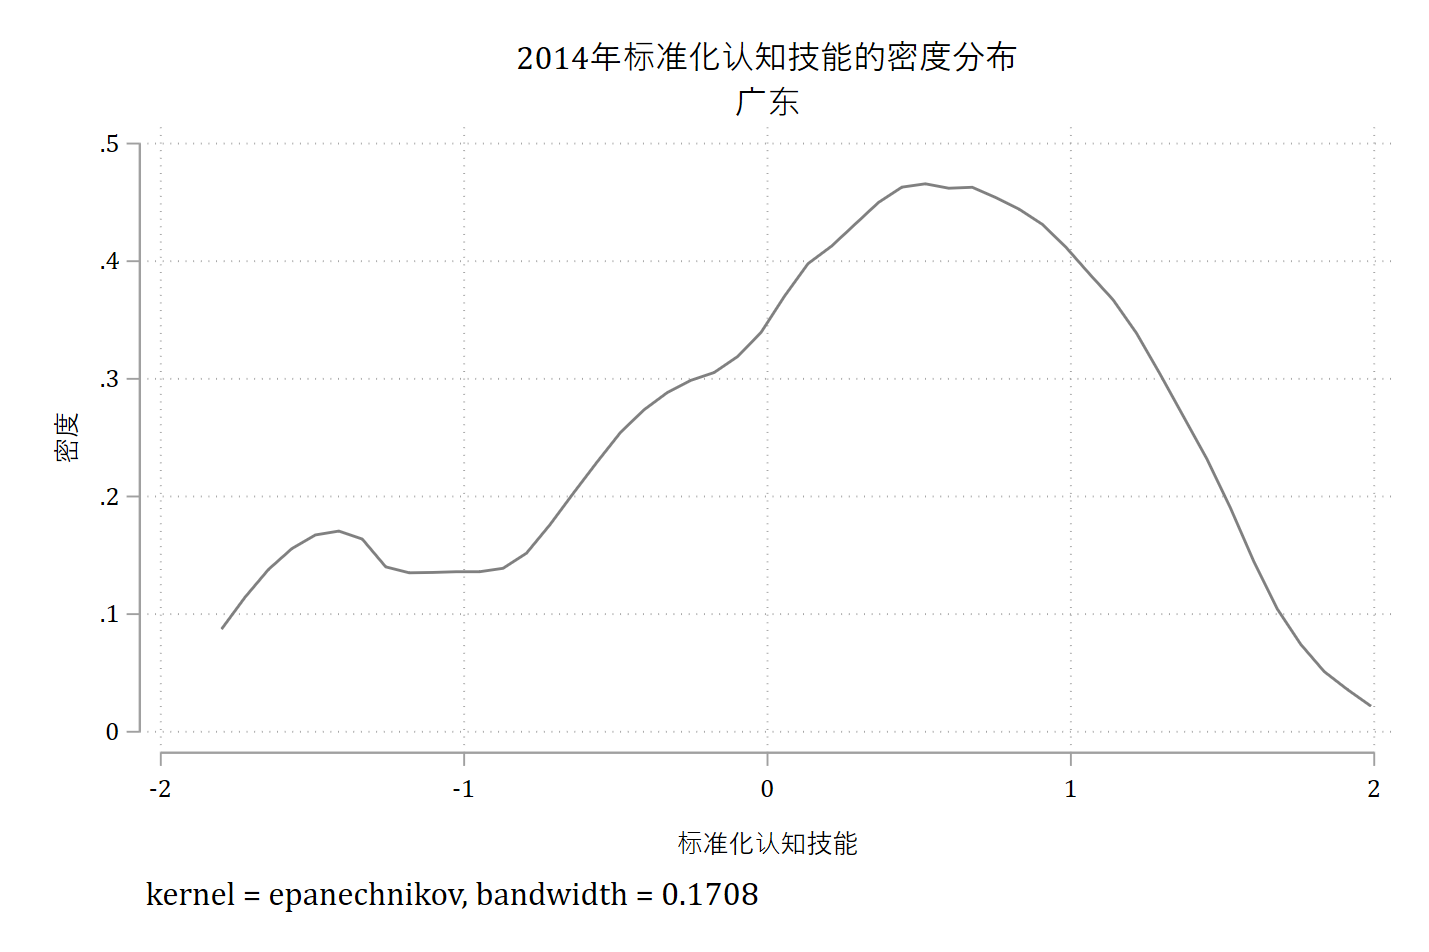 2014年标准化认知技能的密度分布
广东
.5
.4
.3
.2
.1
0
密度
-2 -1 0 1 2
标准化认知技能
kernel = epanechnikov, bandwidth = 0.1708